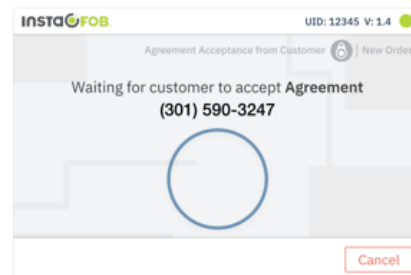 INSTAFOB
UID: 12345 V: 1.4
Agreement Acceptance from Customer | New Order
Waiting for customer to accept Agreement
(301) 590-3247
Cancel